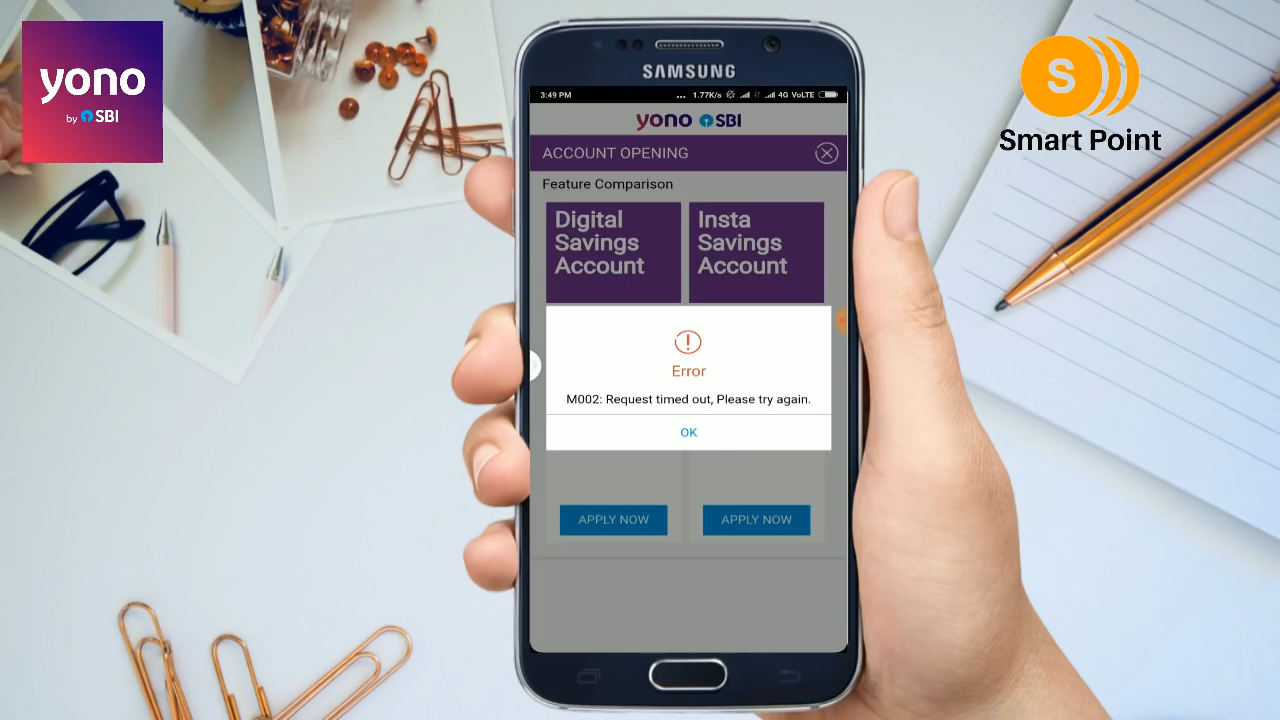 yono
by SBI
SAMSUNG
3:49 PM ... 1.77K/s 4G VoLTE
yono SBI
ACCOUNT OPENING
Feature Comparison
Digital
Savings
Account
Insta
Savings
Account
Error
M002: Request timed out, Please try again.
OK
APPLY NOW
APPLY NOW
S
Smart Point